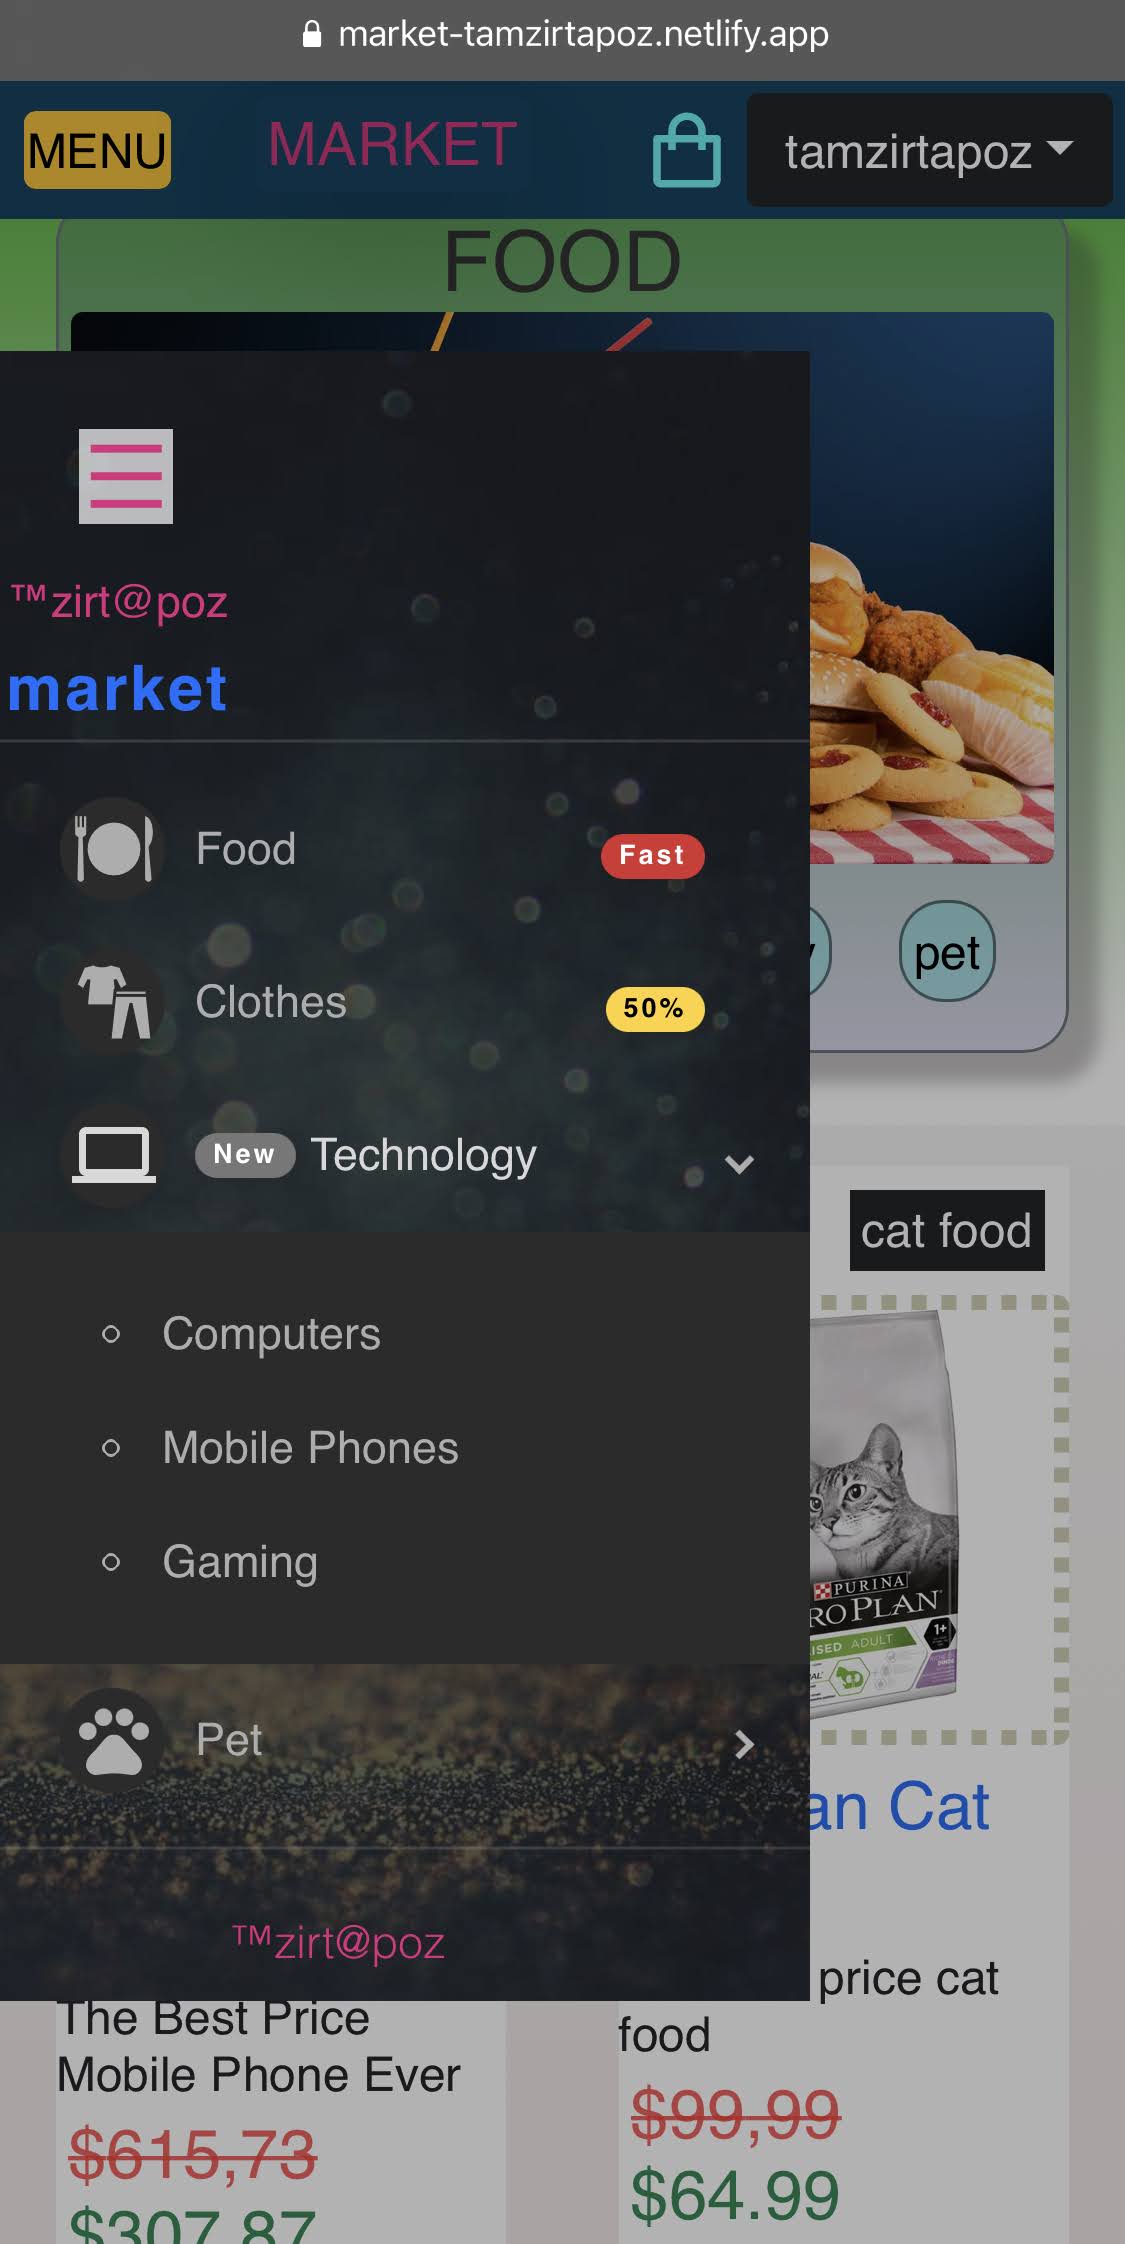 market-tamzirtapoz.netlify.app
MENU
MARKET
tamzirtapoz
FOOD
™zirt@poz
market
Food
Fast
Clothes
50%
pet
New
Technology
cat food
Computers
Mobile Phones
Gaming
PURINA
ADULT
1+
Pet
Cat
™zirt@poz
price cat
food
The Best Price
Mobile Phone Ever
$99,99
$64.99
$615,73
$307.87